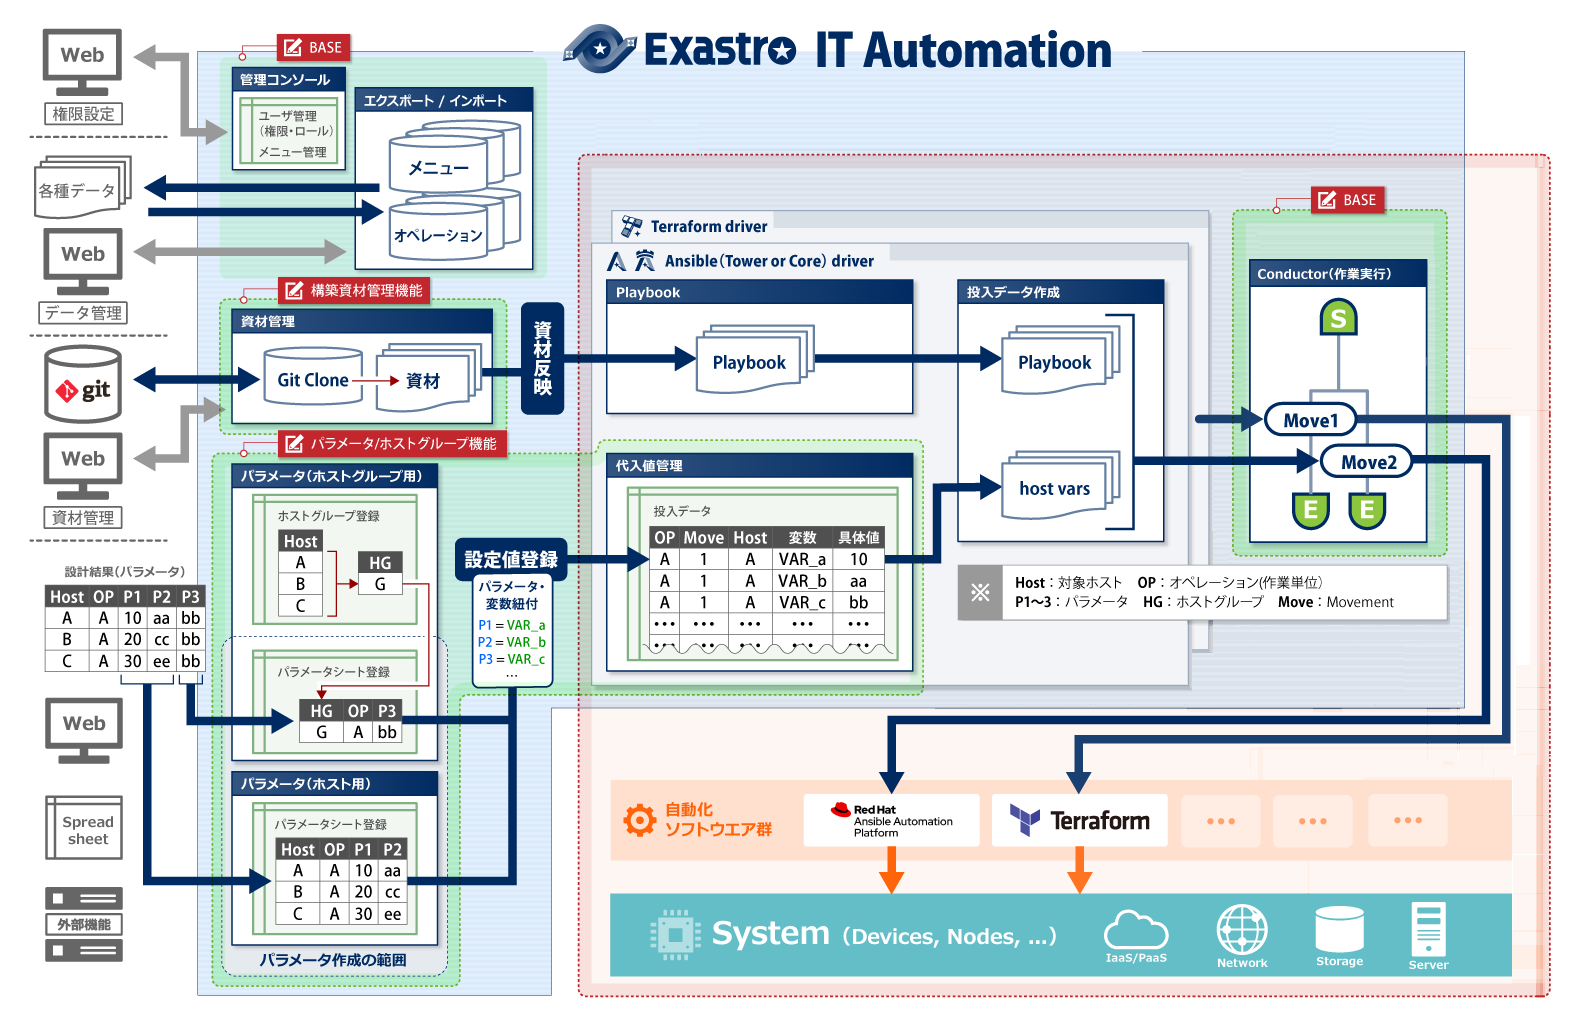 Exastro IT Automation
Web
権限設定
各種データ
Web
データ管理
git
Web
資材管理
設計結果(パラメータ)
Host OP P1 P2 P3
A A 10 aa bb
B A 20 cc bb
C A 30 ee bb
Web
Spread
sheet
外部機能
BASE
管理コンソール
ユーザ管理
(権限・ロール)
メニュー管理
エクスポート / インポート
メニュー
オペレーション
構築資材管理機能
資材管理
Git Clone
資材
資材反映
パラメータ/ホストグループ機能
パラメータ(ホストグループ用)
ホストグループ登録
Host
A
B
C
HG
G
パラメータシート登録
HG OP P3
G A bb
パラメータ(ホスト用)
パラメータシート登録
Host OP P1 P2
A A 10 aa
B A 20 cc
C A 30 ee
パラメータ作成の範囲
設定値登録
パラメータ・
変数紐付
P1 = VAR_a
P2 = VAR_b
P3 = VAR_c
...
Terraform driver
Ansible(Tower or Core) driver
Playbook
Playbook
代入値管理
投入データ
OP Move Host 変数 具体値
A 1 A VAR_a 10
A 1 A VAR_b aa
A 1 A VAR_c bb
••• ••• ••• ••• •••
••• ••• ••• ••• •••
投入データ作成
Playbook
host vars
BASE
Conductor(作業実行)
S
Move1
Move2
E
E
※
Host：対象ホスト OP：オペレーション(作業単位)
P1～3：パラメータ HG：ホストグループ Move：Movement
自動化
ソフトウエア群
Red Hat
Ansible Automation
Platform
Terraform
•••
•••
•••
System (Devices, Nodes, ...)
IaaS/PaaS
Network
Storage
Server